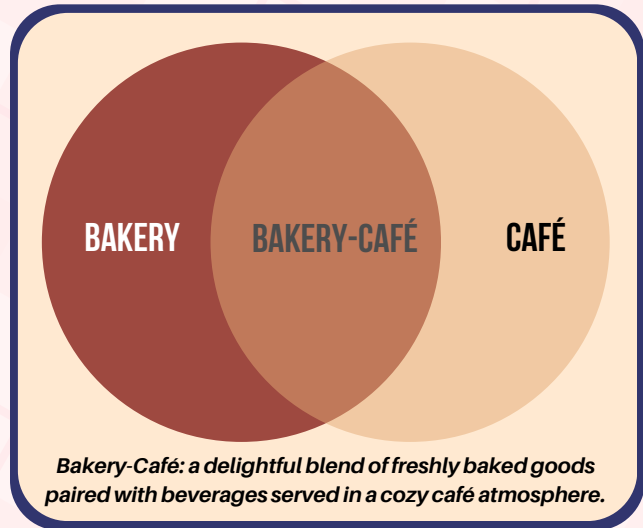 BAKERY
BAKERY-CAFÉ
CAFÉ
Bakery-Café: a delightful blend of freshly baked goods
paired with beverages served in a cozy café atmosphere.